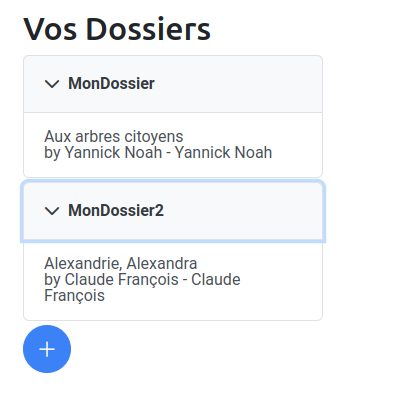 Vos Dossiers
MonDossier
Aux arbres citoyens
by Yannick Noah - Yannick Noah
MonDossier2
Alexandrie, Alexandra
by Claude François - Claude
François
+